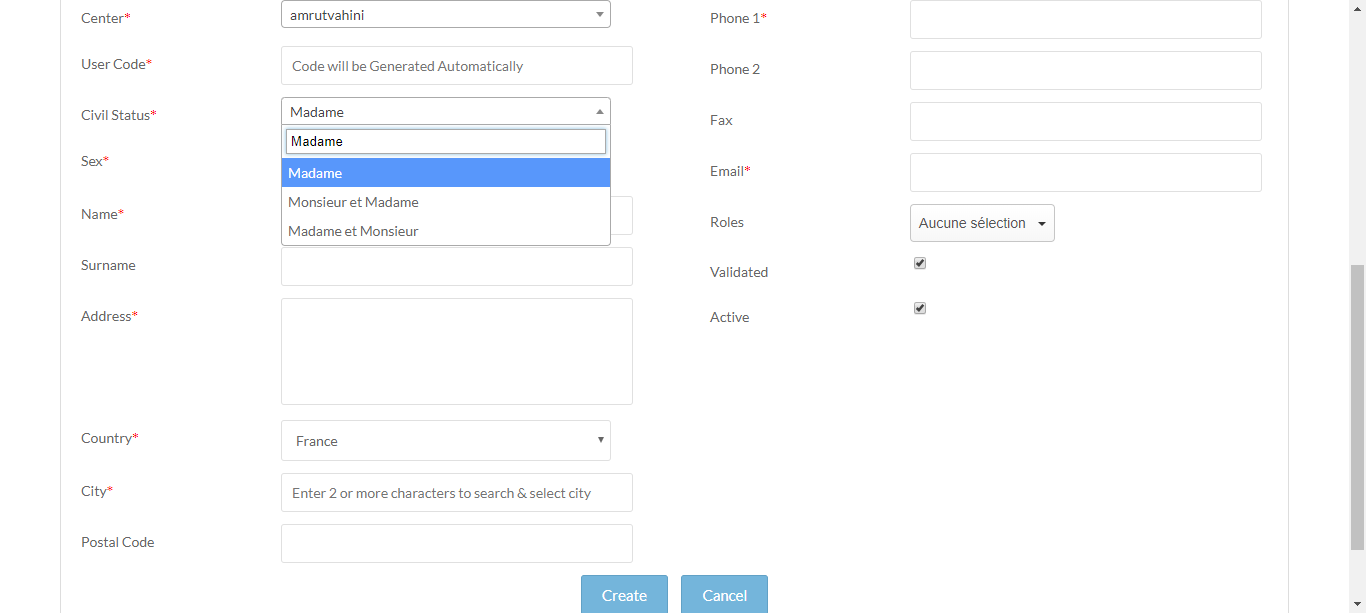 Center*
amrutvahini
User Code*
Code will be Generated Automatically
Civil Status*
Madame
Madame
Madame
Monsieur et Madame
Madame et Monsieur
Sex*
Name*
Surname
Address*
Country*
France
City*
Enter 2 or more characters to search & select city
Postal Code
Phone 1*
Phone 2
Fax
Email*
Roles
Aucune sélection
Validated
Active
Create
Cancel